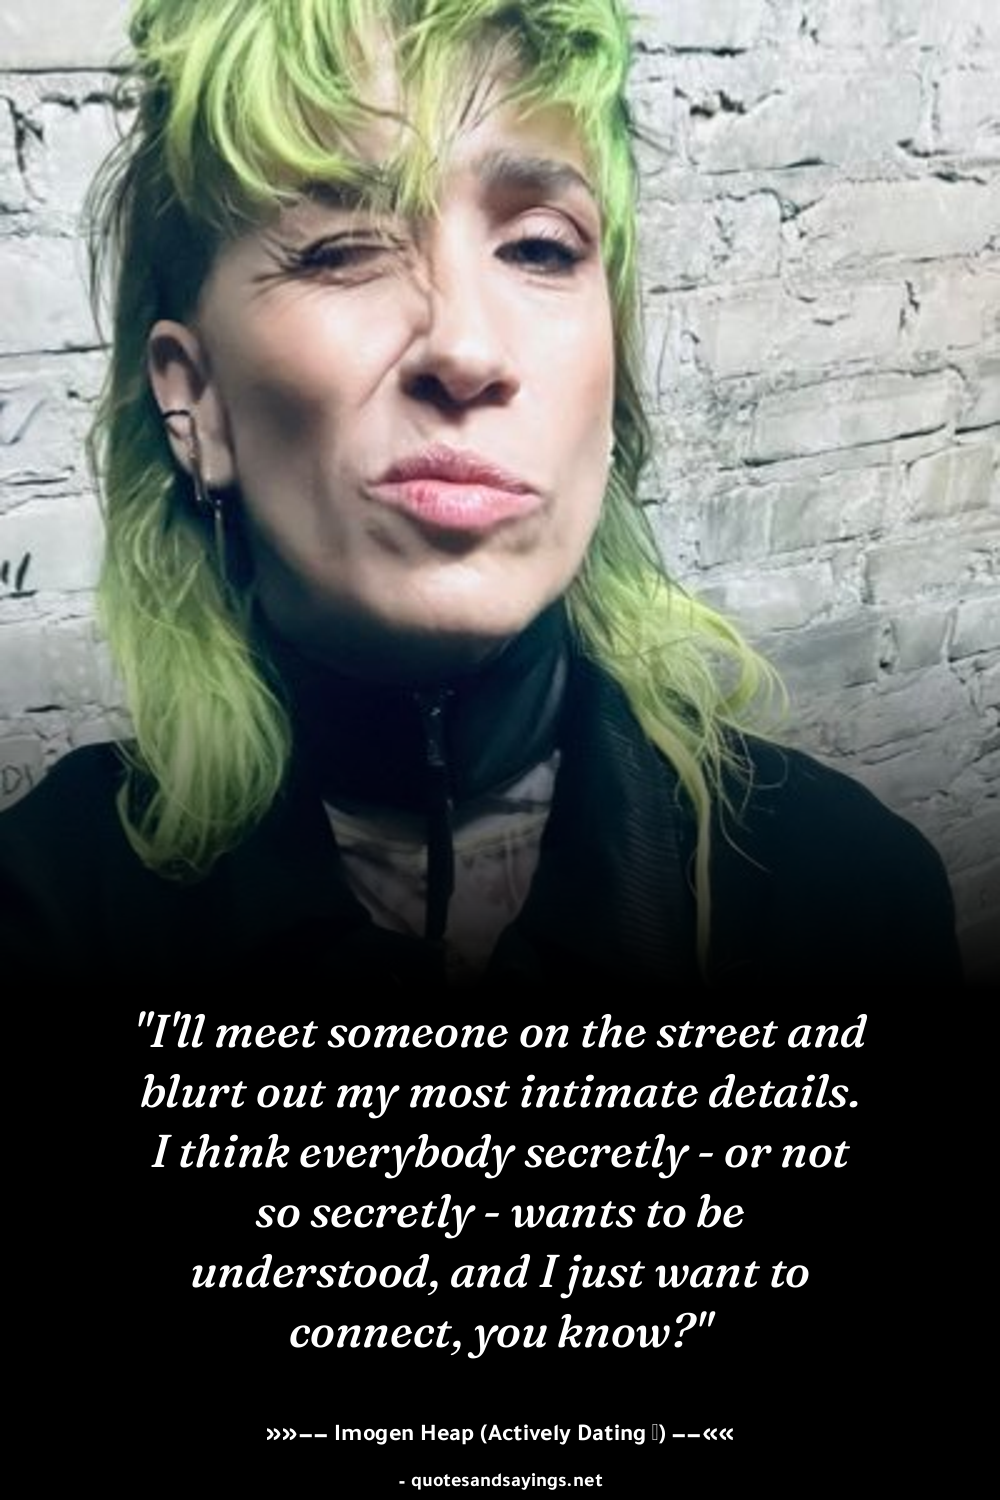 "I'll meet someone on the street and
blurt out my most intimate details.
I think everybody secretly - or not
so secretly - wants to be
understood, and I just want to
connect, you know?"
»»−− Imogen Heap (Actively Dating ▯) −−««
- quotesandsayings.net